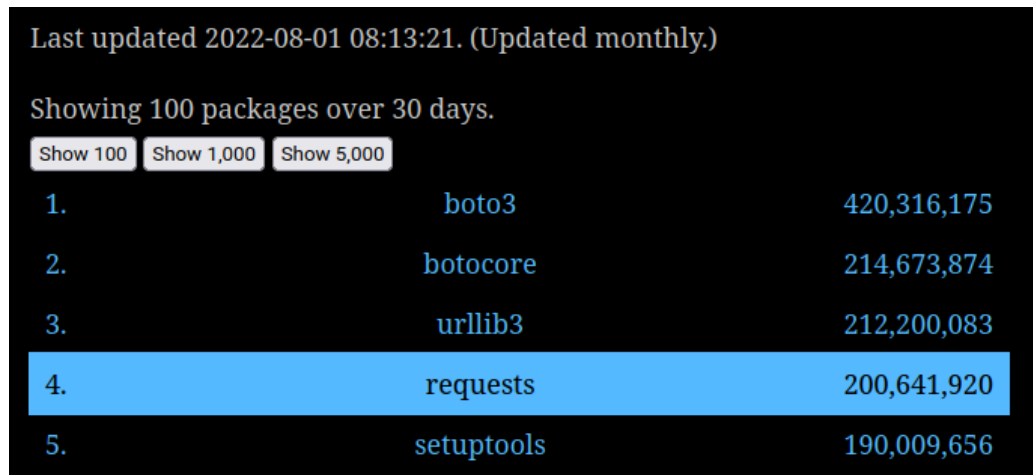 Last updated 2022-08-01 08:13:21. (Updated monthly.)
Showing 100 packages over 30 days.
Show 100 Show 1,000 Show 5,000
1. boto3 420,316,175
2. botocore 214,673,874
3. urllib3 212,200,083
4. requests 200,641,920
5. setuptools 190,009,656